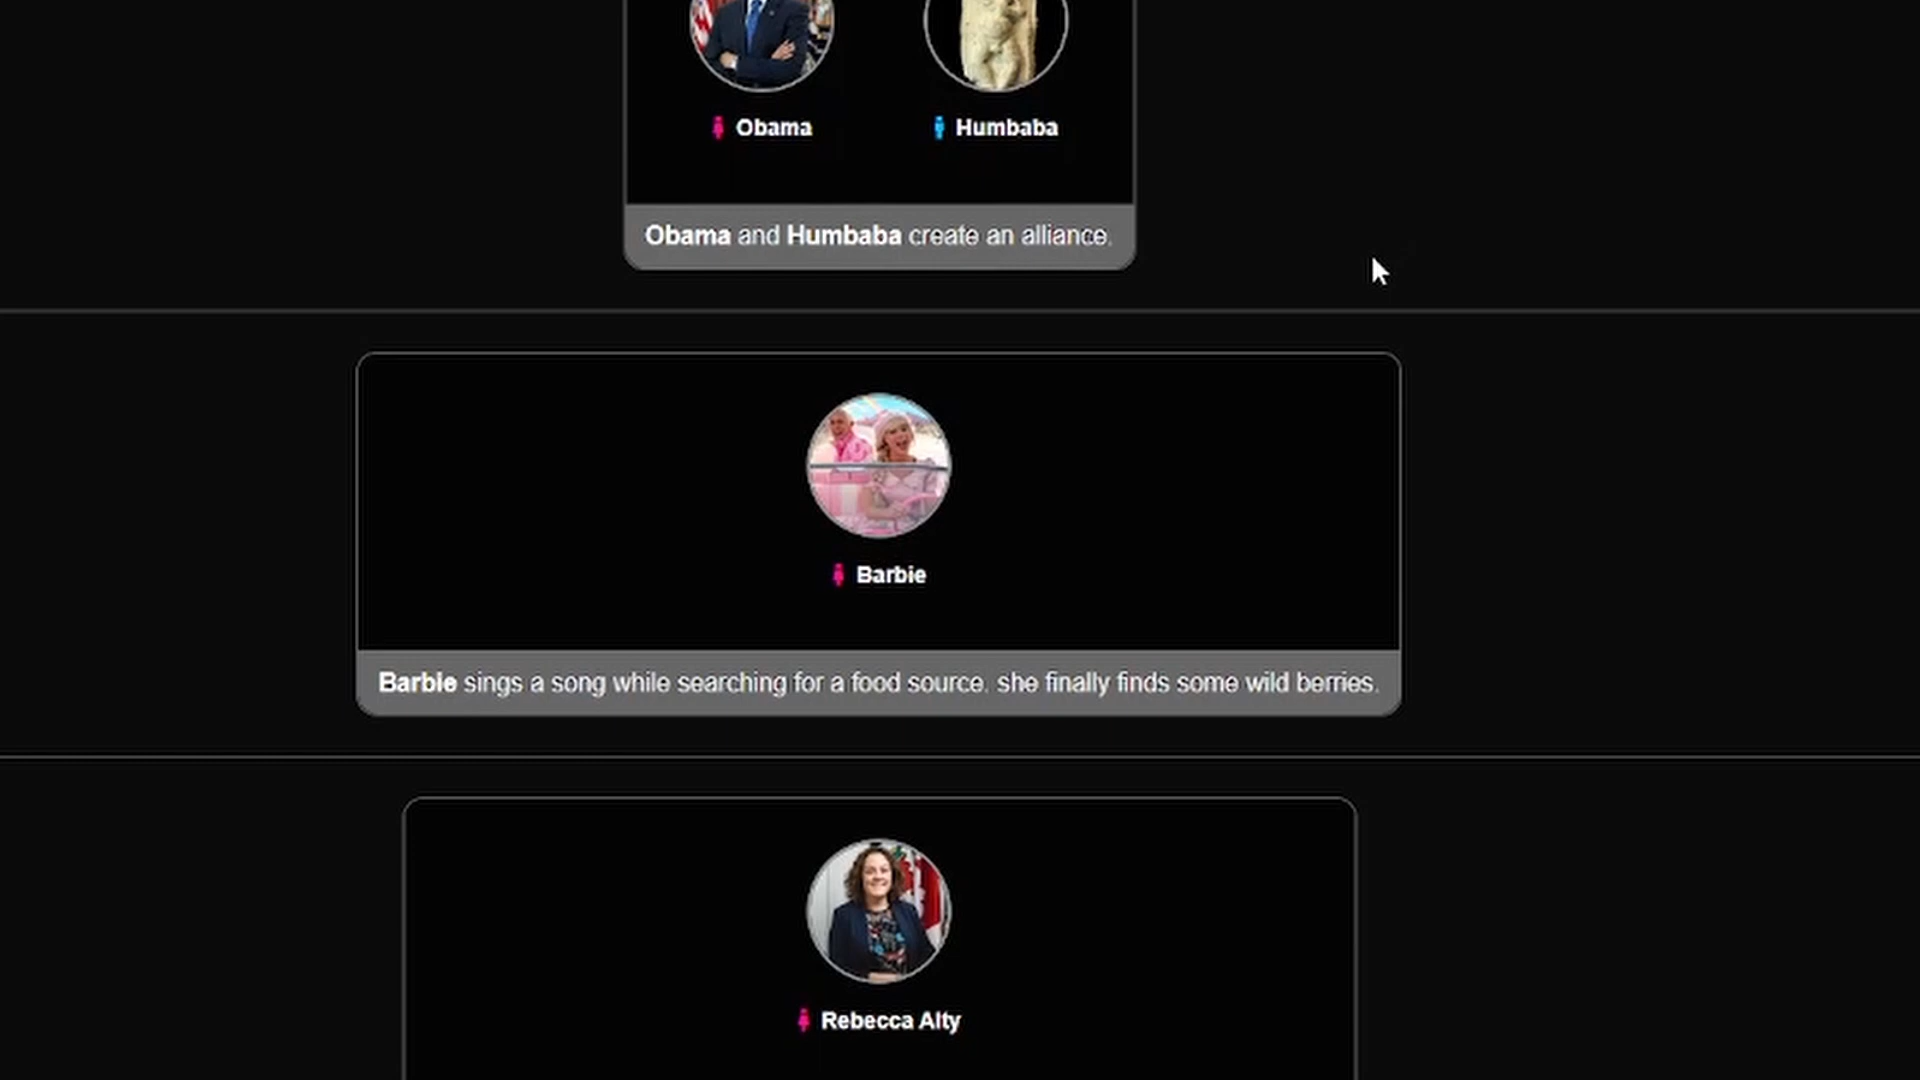 Obama
Humbaba
Obama and Humbaba create an alliance.
Barbie
Barbie sings a song while searching for a food source. she finally finds some wild berries.
Rebecca Alty